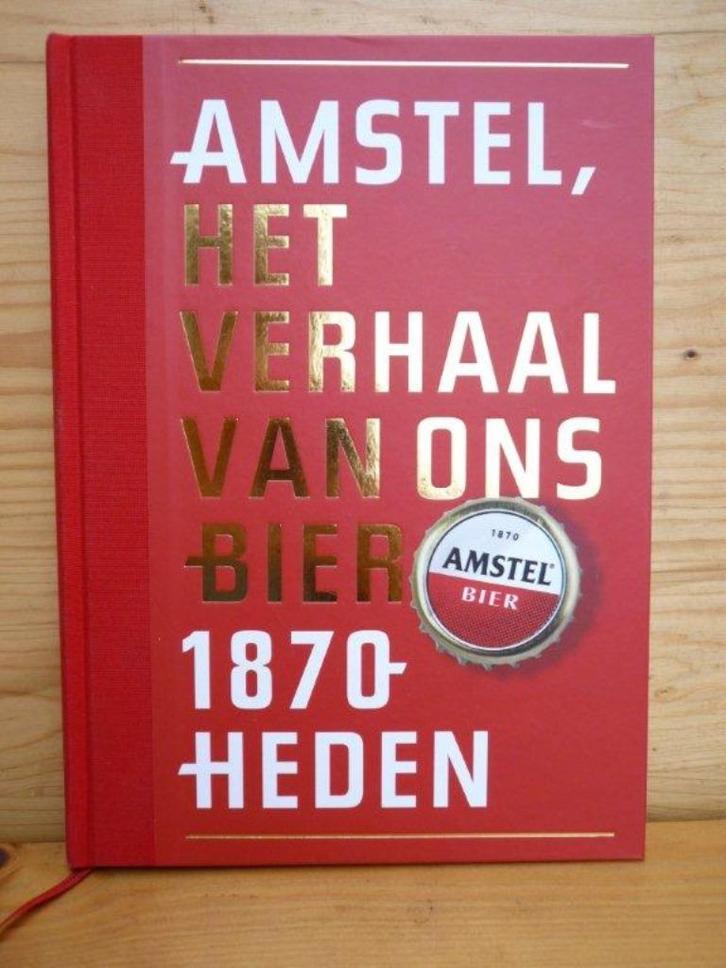 AMSTEL,
HET
VERHAAL
VAN ONS
BIER
1870
AMSTEL
BIER
1870-
HEDEN